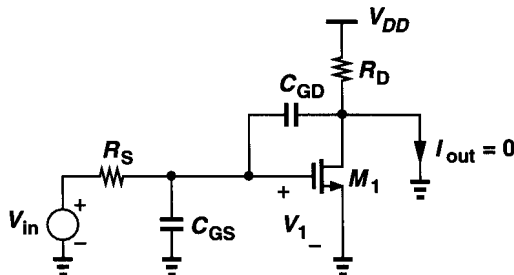 V_DD
R_D
C_GD
R_S
I_out = 0
+
M_1
V_in
+
−
C_GS
V_1
−